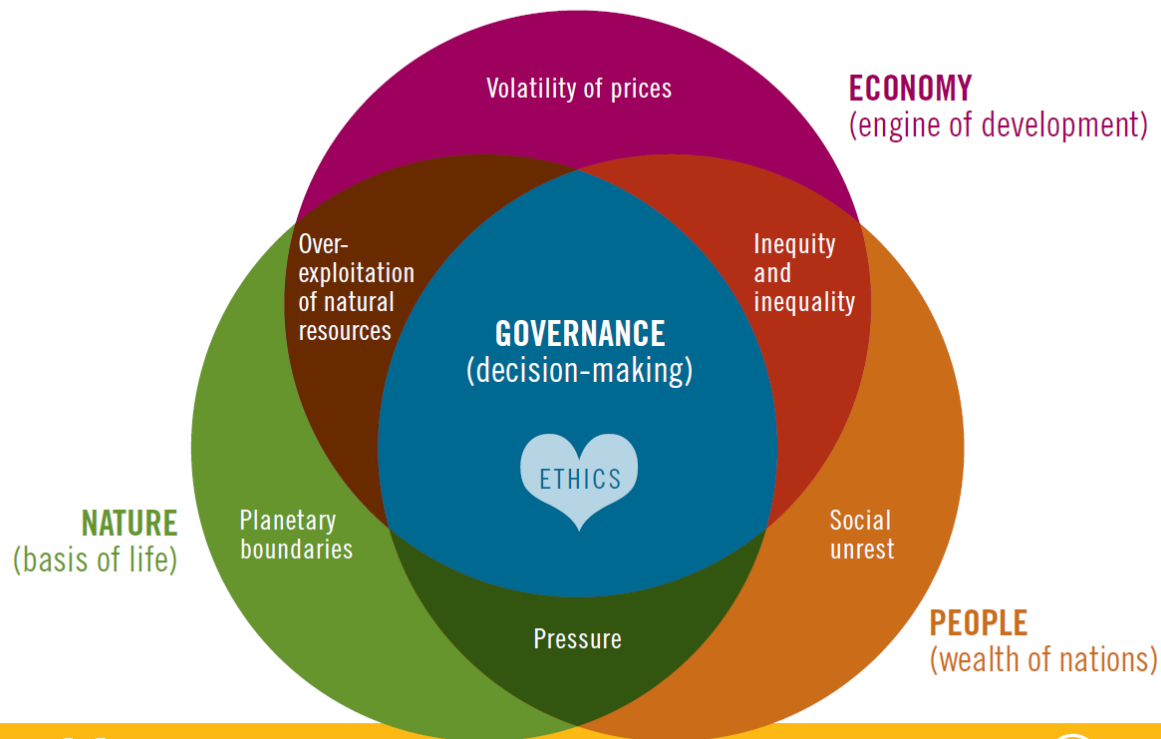 Volatility of prices
ECONOMY
(engine of development)
Over-
exploitation
of natural
resources
Inequity
and
inequality
GOVERNANCE
(decision-making)
ETHICS
NATURE
(basis of life)
Planetary
boundaries
Social
unrest
Pressure
PEOPLE
(wealth of nations)